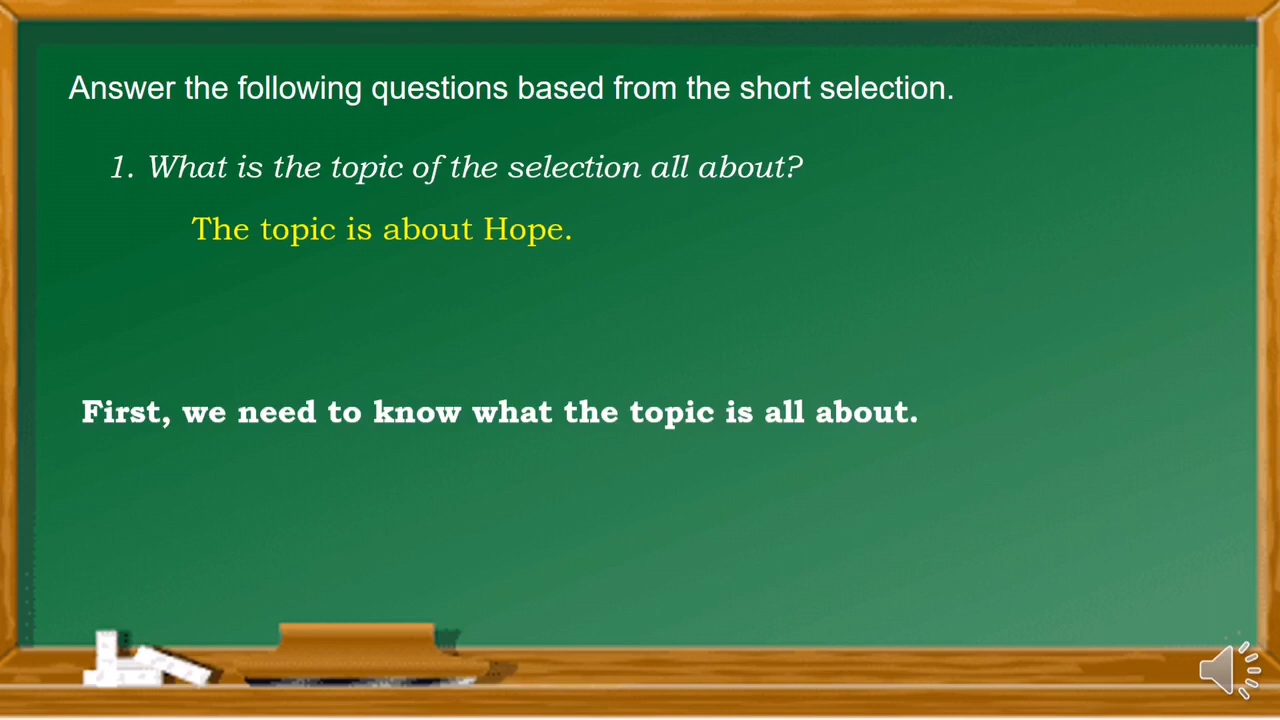 Answer the following questions based from the short selection.
1. What is the topic of the selection all about?
The topic is about Hope.
First, we need to know what the topic is all about.